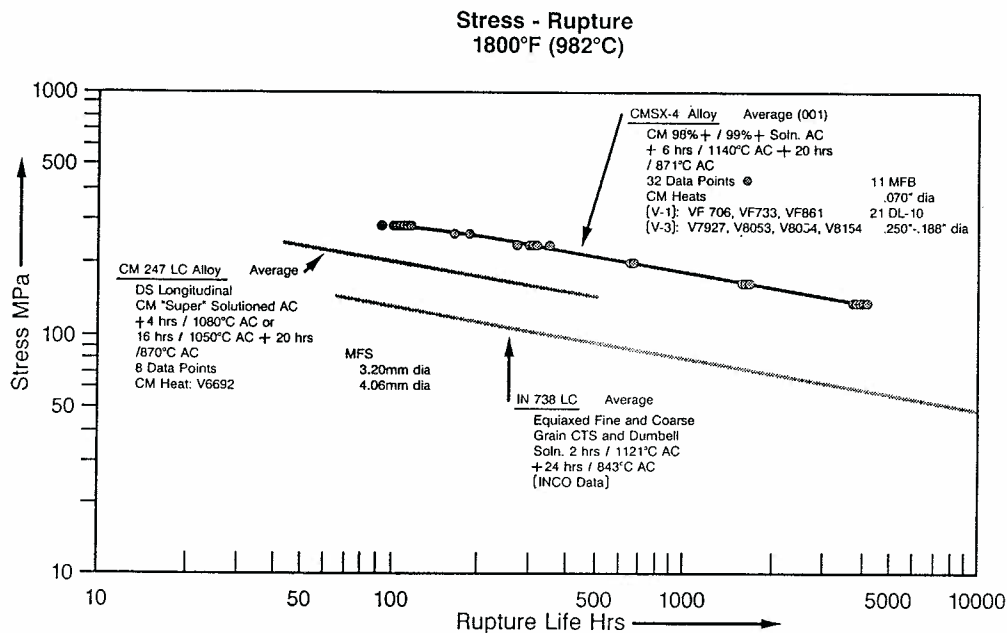 Stress - Rupture
1800°F (982°C)
1000
500
100
50
10
Stress MPa
CMSX-4 Alloy Average (001)
CM 98%+ / 99%+ Soln. AC
+ 6 hrs / 1140°C AC + 20 hrs
/ 871°C AC
32 Data Points
CM Heats
[V-1]: VF 706, VF733, VF861
[V-3]: V7927, V8053, V8054, V8154
11 MFB
.070" dia
21 DL-10
.250"-.188" dia
CM 247 LC Alloy Average
DS Longitudinal
CM "Super" Solutioned AC
+4 hrs / 1080°C AC or
16 hrs / 1050°C AC + 20 hrs
/870°C AC
8 Data Points
CM Heat: V6692
MFS
3.20mm dia
4.06mm dia
IN 738 LC Average
Equiaxed Fine and Coarse
Grain CTS and Dumbell
Soln. 2 hrs / 1121°C AC
+24 hrs / 843°C AC
[INCO Data]
10 50 100 500 1000 5000 10000
Rupture Life Hrs